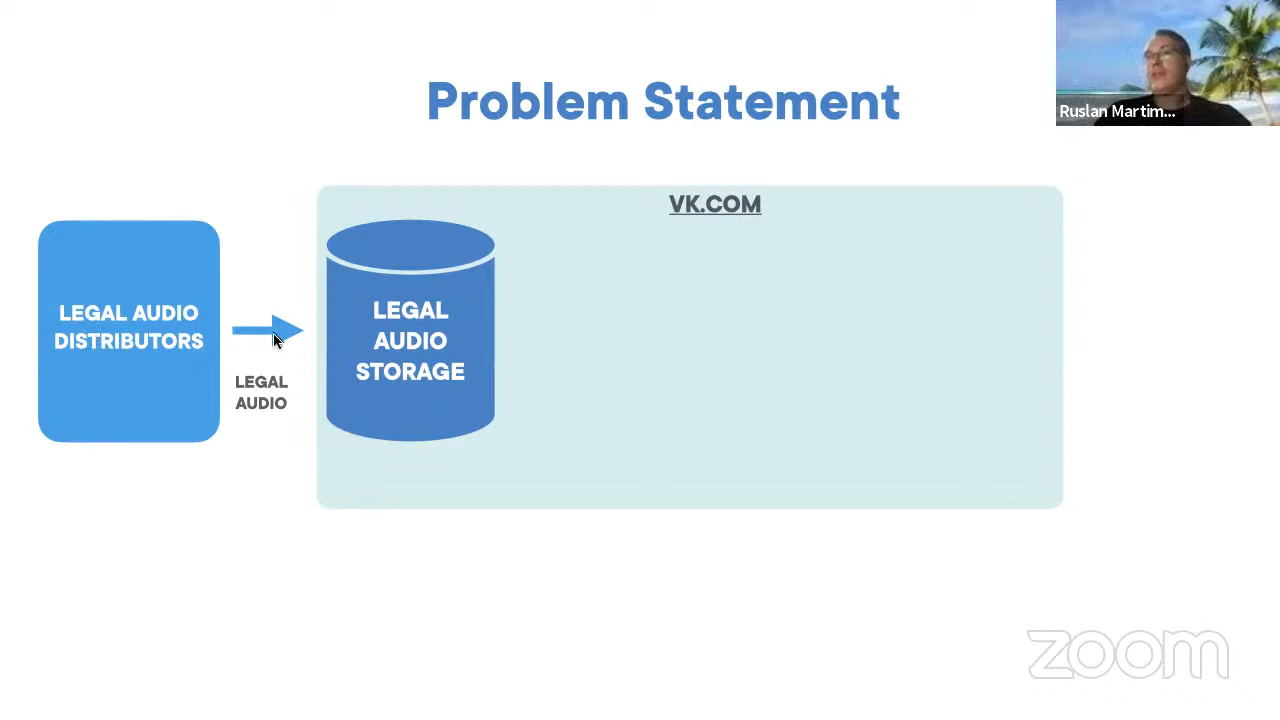 Problem Statement
Ruslan Martim...
VK.COM
LEGAL AUDIO
DISTRIBUTORS
LEGAL
AUDIO
LEGAL
AUDIO
STORAGE
zoom